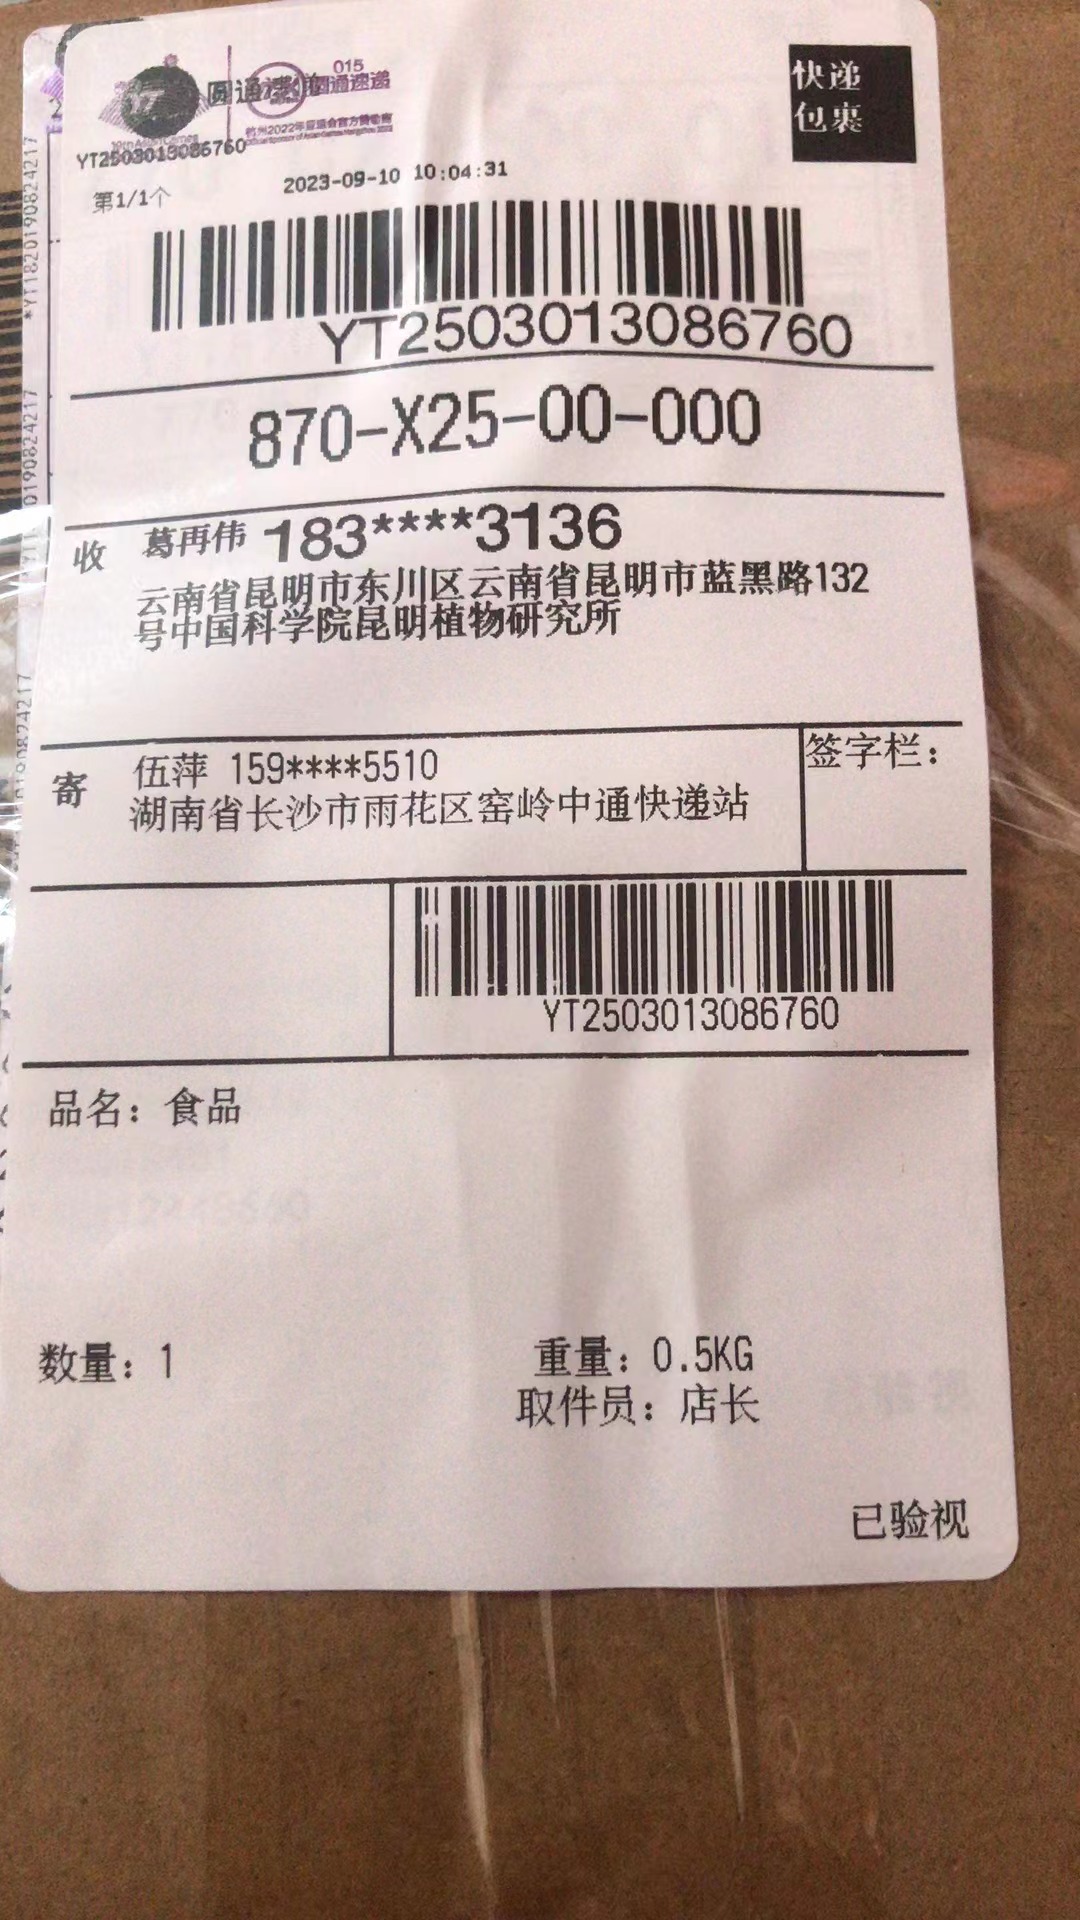 圆通速递
015
圆通速递
杭州2022年亚运会官方赞助商
YT2503013086760
快递
包裹
2023-09-10 10:04:31
第1/1个
YT2503013086760
870-X25-00-000
收
葛再伟 183****3136
云南省昆明市东川区云南省昆明市蓝黑路132
号中国科学院昆明植物研究所
寄
伍萍 159****5510
湖南省长沙市雨花区窑岭中通快递站
签字栏：
YT2503013086760
品名：食品
数量：1
重量：0.5KG
取件员：店长
已验视
*YT1820190824217